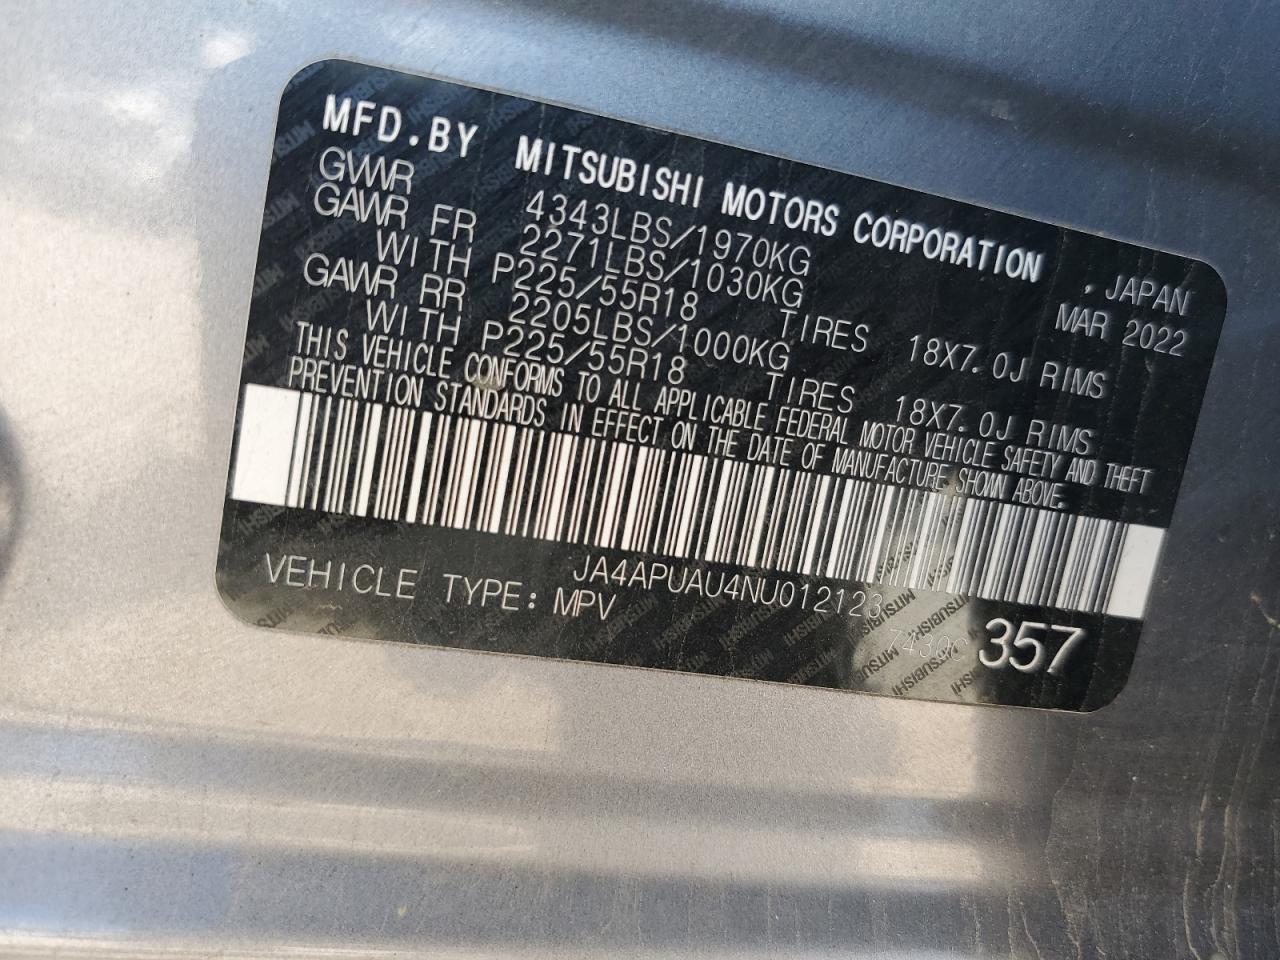 MFD.BY MITSUBISHI MOTORS CORPORATION , JAPAN
GVWR 4343LBS/1970KG MAR 2022
GAWR FR 2271LBS/1030KG
WITH P225/55R18 TIRES 18X7.0J RIMS
GAWR RR 2205LBS/1000KG
WITH P225/55R18 TIRES 18X7.0J RIMS
THIS VEHICLE CONFORMS TO ALL APPLICABLE FEDERAL MOTOR VEHICLE SAFETY AND THEFT
PREVENTION STANDARDS IN EFFECT ON THE DATE OF MANUFACTURE SHOWN ABOVE.
JA4APUAU4NU012123
VEHICLE TYPE: MPV
7430C 357